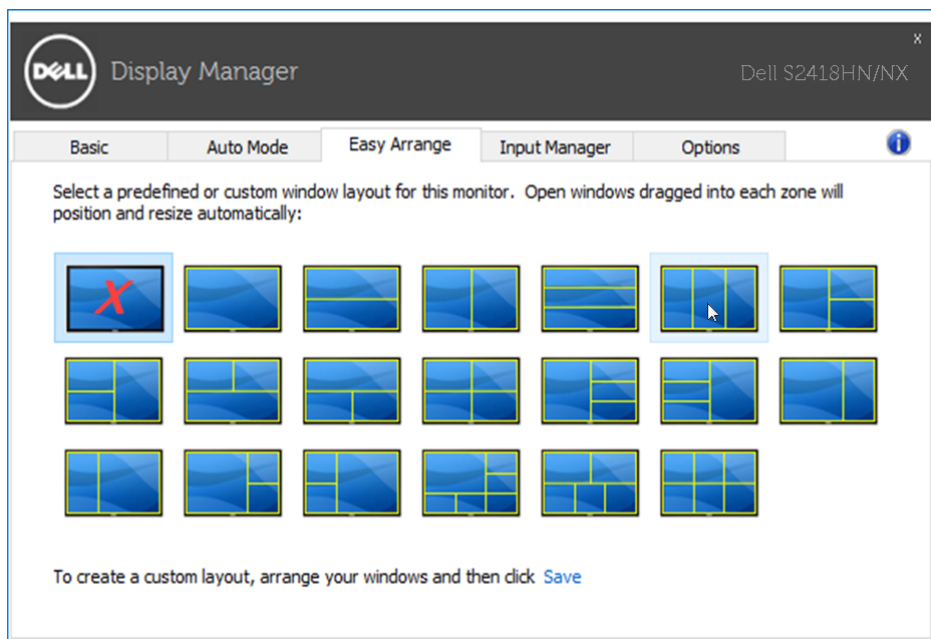 x
DELL
Display Manager
Dell S2418HN/NX
Basic
Auto Mode
Easy Arrange
Input Manager
Options
i
Select a predefined or custom window layout for this monitor. Open windows dragged into each zone will
position and resize automatically:
X
To create a custom layout, arrange your windows and then click Save